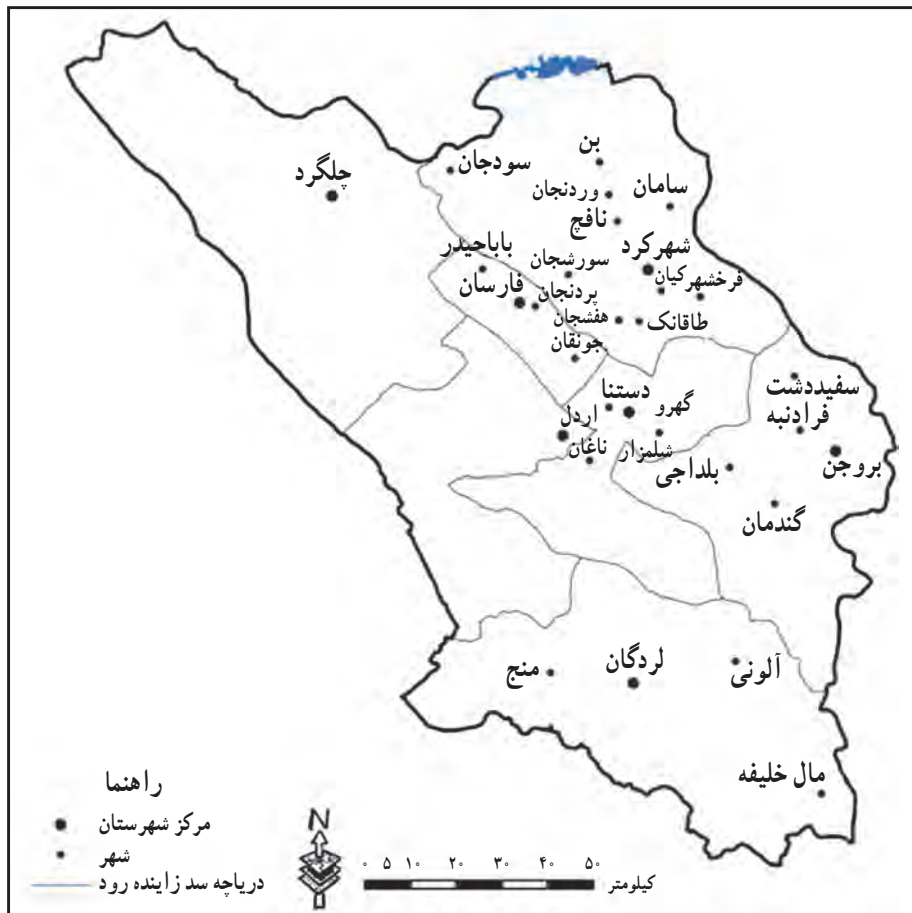 بن
سودجان
چلگرد
وردنجان
سامان
نافچ
شهرکرد
باباحیدر
سورشجان
فرخشهر
کیان
فارسان
پردنجان
هفشجان
طاقانک
جونقان
سفیددشت
دستنا
گهرو
فرادنبه
اردل
ناغان
شلمزار
بروجن
بلداجی
گندمان
آلونی
لردگان
منج
مال خلیفه
راهنما
مرکز شهرستان
شهر
دریاچه سد زاینده رود
N
۰ ۵ ۱۰ ۲۰ ۳۰ ۴۰ ۵۰
کیلومتر